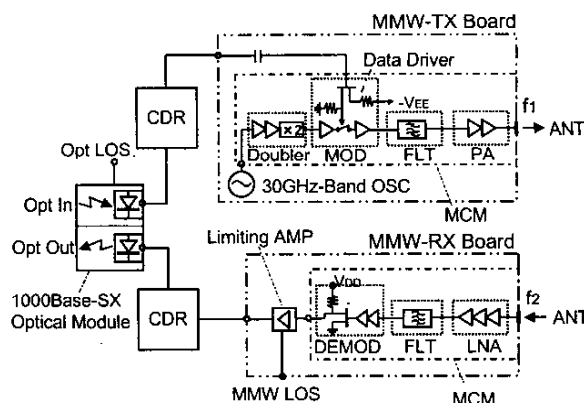 MMW-TX Board
Data Driver
CDR
-VEE
f1
ANT
Opt LOS
×2
Doubler
MOD
FLT
PA
30GHz-Band OSC
MCM
Opt In
Opt Out
Limiting AMP
MMW-RX Board
1000Base-SX
Optical Module
CDR
VDD
f2
ANT
DEMOD
FLT
LNA
MMW LOS
MCM